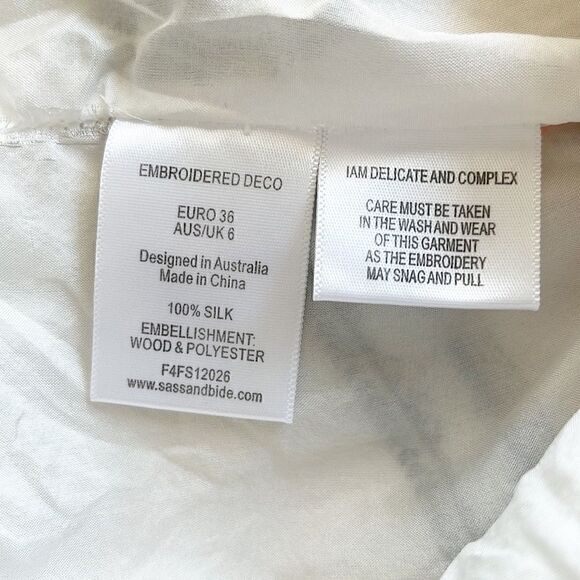 EMBROIDERED DECO
EURO 36
AUS/UK 6
Designed in Australia
Made in China
100% SILK
EMBELLISHMENT:
WOOD & POLYESTER
F4FS12026
www.sassandbide.com
IAM DELICATE AND COMPLEX
CARE MUST BE TAKEN
IN THE WASH AND WEAR
OF THIS GARMENT
AS THE EMBROIDERY
MAY SNAG AND PULL